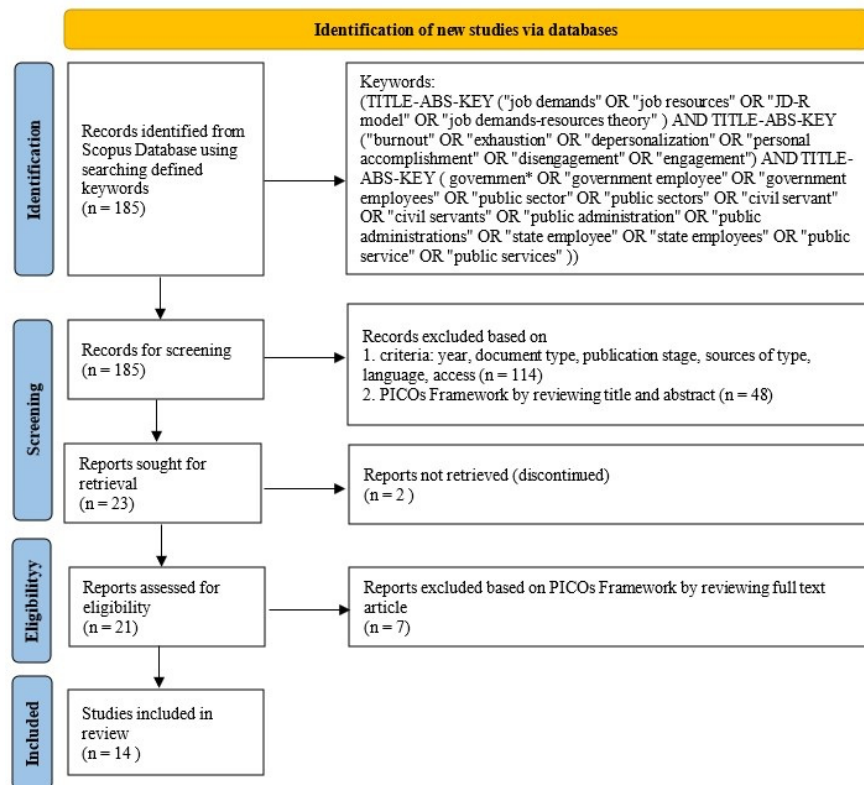 Identification of new studies via databases
Identification
Records identified from
Scopus Database using
searching defined
keywords
(n = 185)
Keywords:
(TITLE-ABS-KEY ("job demands" OR "job resources" OR "JD-R
model" OR "job demands-resources theory" ) AND TITLE-ABS-KEY
("burnout" OR "exhaustion" OR "depersonalization" OR "personal
accomplishment" OR "disengagement" OR "engagement") AND TITLE-
ABS-KEY ( governmen* OR "government employee" OR "government
employees" OR "public sector" OR "public sectors" OR "civil servant"
OR "civil servants" OR "public administration" OR "public
administrations" OR "state employee" OR "state employees" OR "public
service" OR "public services" ))
Screening
Records for screening
(n = 185)
Records excluded based on
1. criteria: year, document type, publication stage, sources of type,
language, access (n = 114)
2. PICOs Framework by reviewing title and abstract (n = 48)
Reports sought for
retrieval
(n = 23)
Reports not retrieved (discontinued)
(n = 2 )
Eligibilityy
Reports assessed for
eligibility
(n = 21)
Reports excluded based on PICOs Framework by reviewing full text
article
(n = 7)
Included
Studies included in
review
(n = 14 )